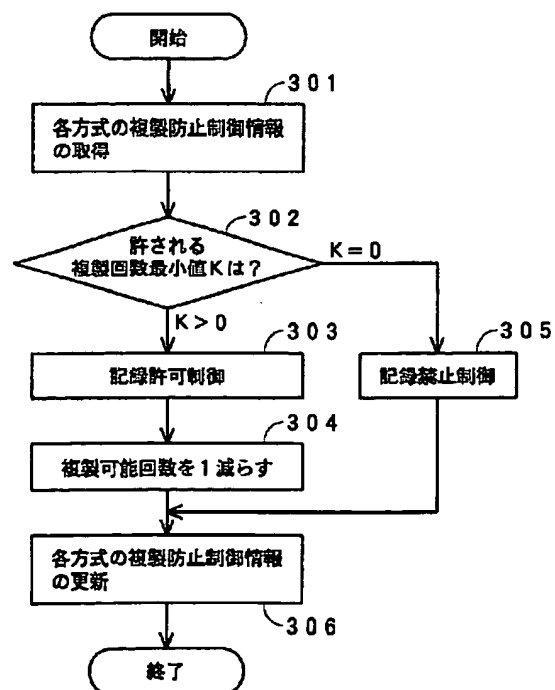 開始
301
各方式の複製防止制御情報
の取得
302
許される
複製回数最小値Kは?
K=0
K>0
303
305
記録許可制御
記録禁止制御
304
複製可能回数を1減らす
各方式の複製防止制御情報
の更新
306
終了